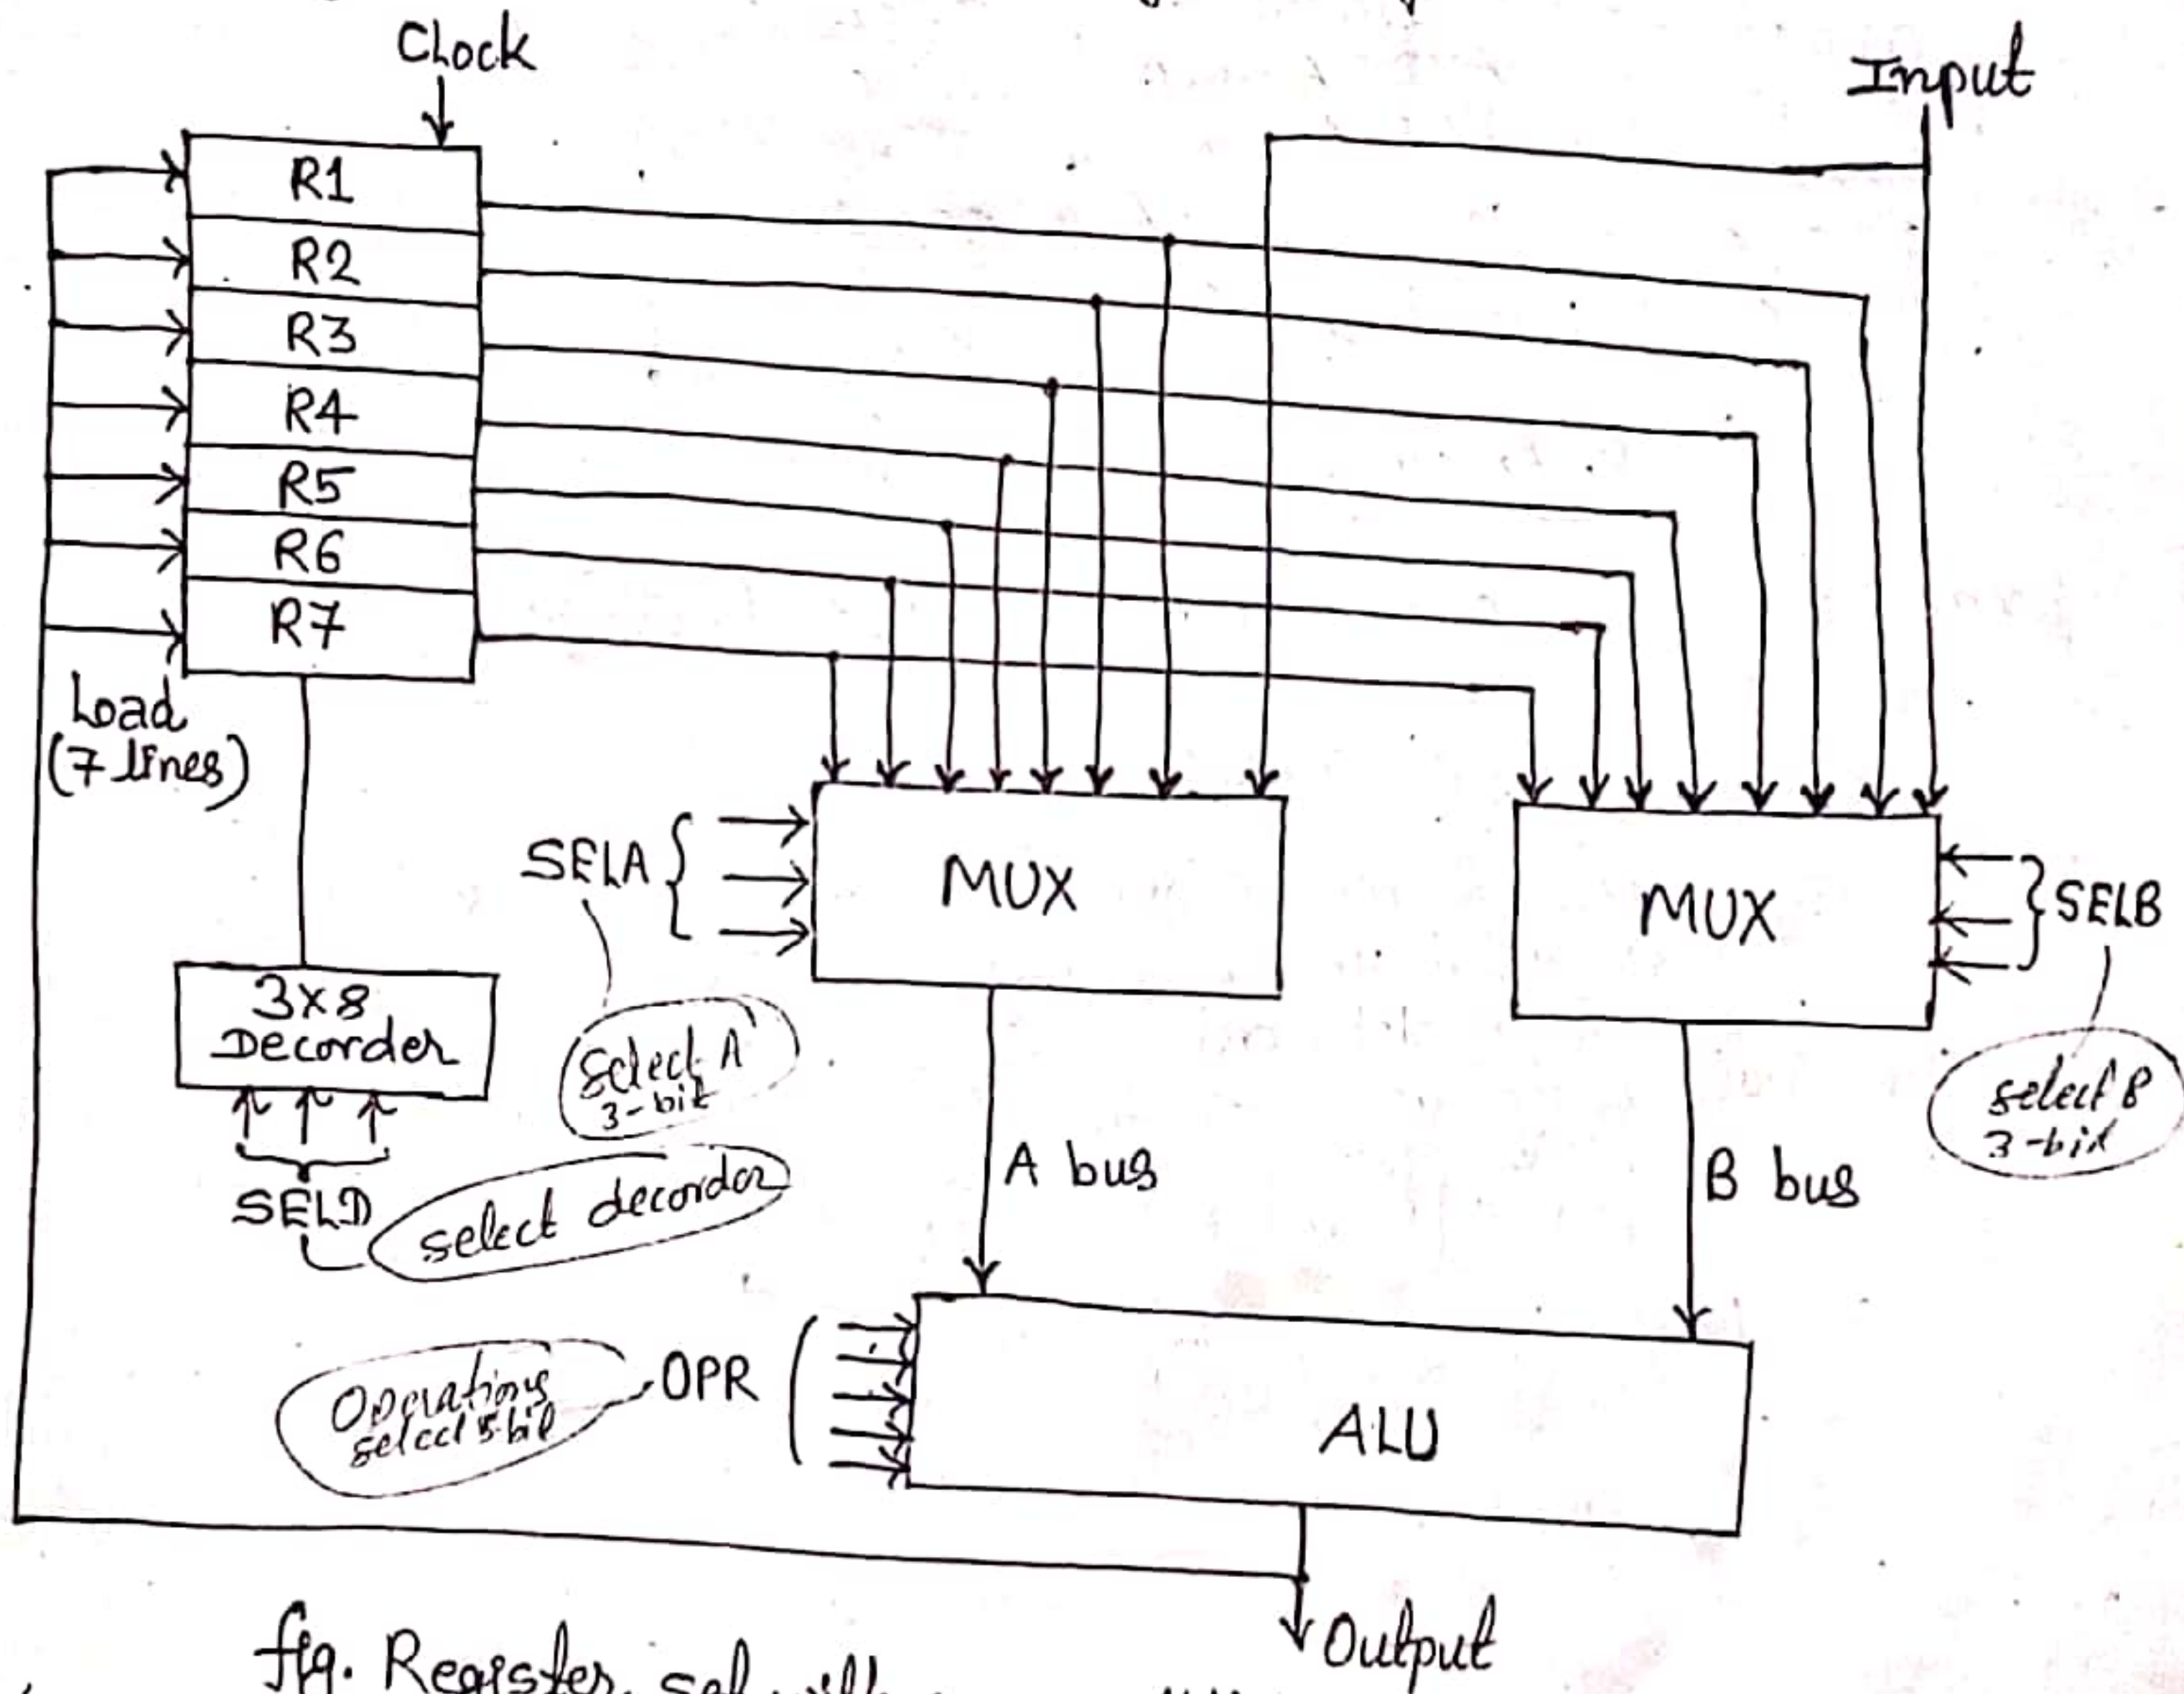 Clock
Input
R1
R2
R3
R4
R5
R6
R7
Load
(7 lines)
SELA
MUX
MUX
SELB
3x8
Decorder
select A
3-bit
select B
3-bit
SELD
select decorder
A bus
B bus
Operations
select 5-bit
OPR
ALU
Output
fig. Register set with